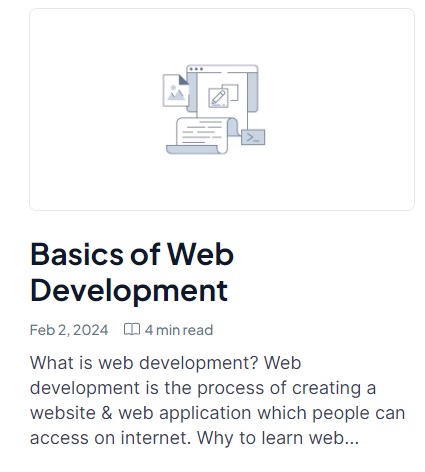 Basics of Web
Development
Feb 2, 2024 4 min read
What is web development? Web
development is the process of creating a
website & web application which people can
access on internet. Why to learn web...